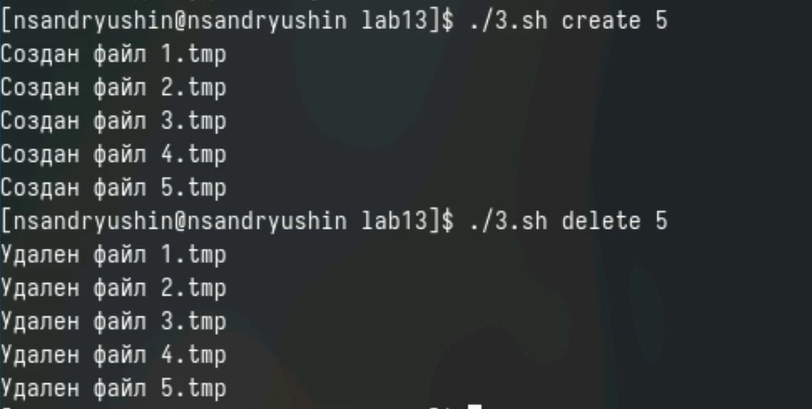 [nsandryushin@nsandryushin lab13]$ ./3.sh create 5
Создан файл 1.tmp
Создан файл 2.tmp
Создан файл 3.tmp
Создан файл 4.tmp
Создан файл 5.tmp
[nsandryushin@nsandryushin lab13]$ ./3.sh delete 5
Удален файл 1.tmp
Удален файл 2.tmp
Удален файл 3.tmp
Удален файл 4.tmp
Удален файл 5.tmp